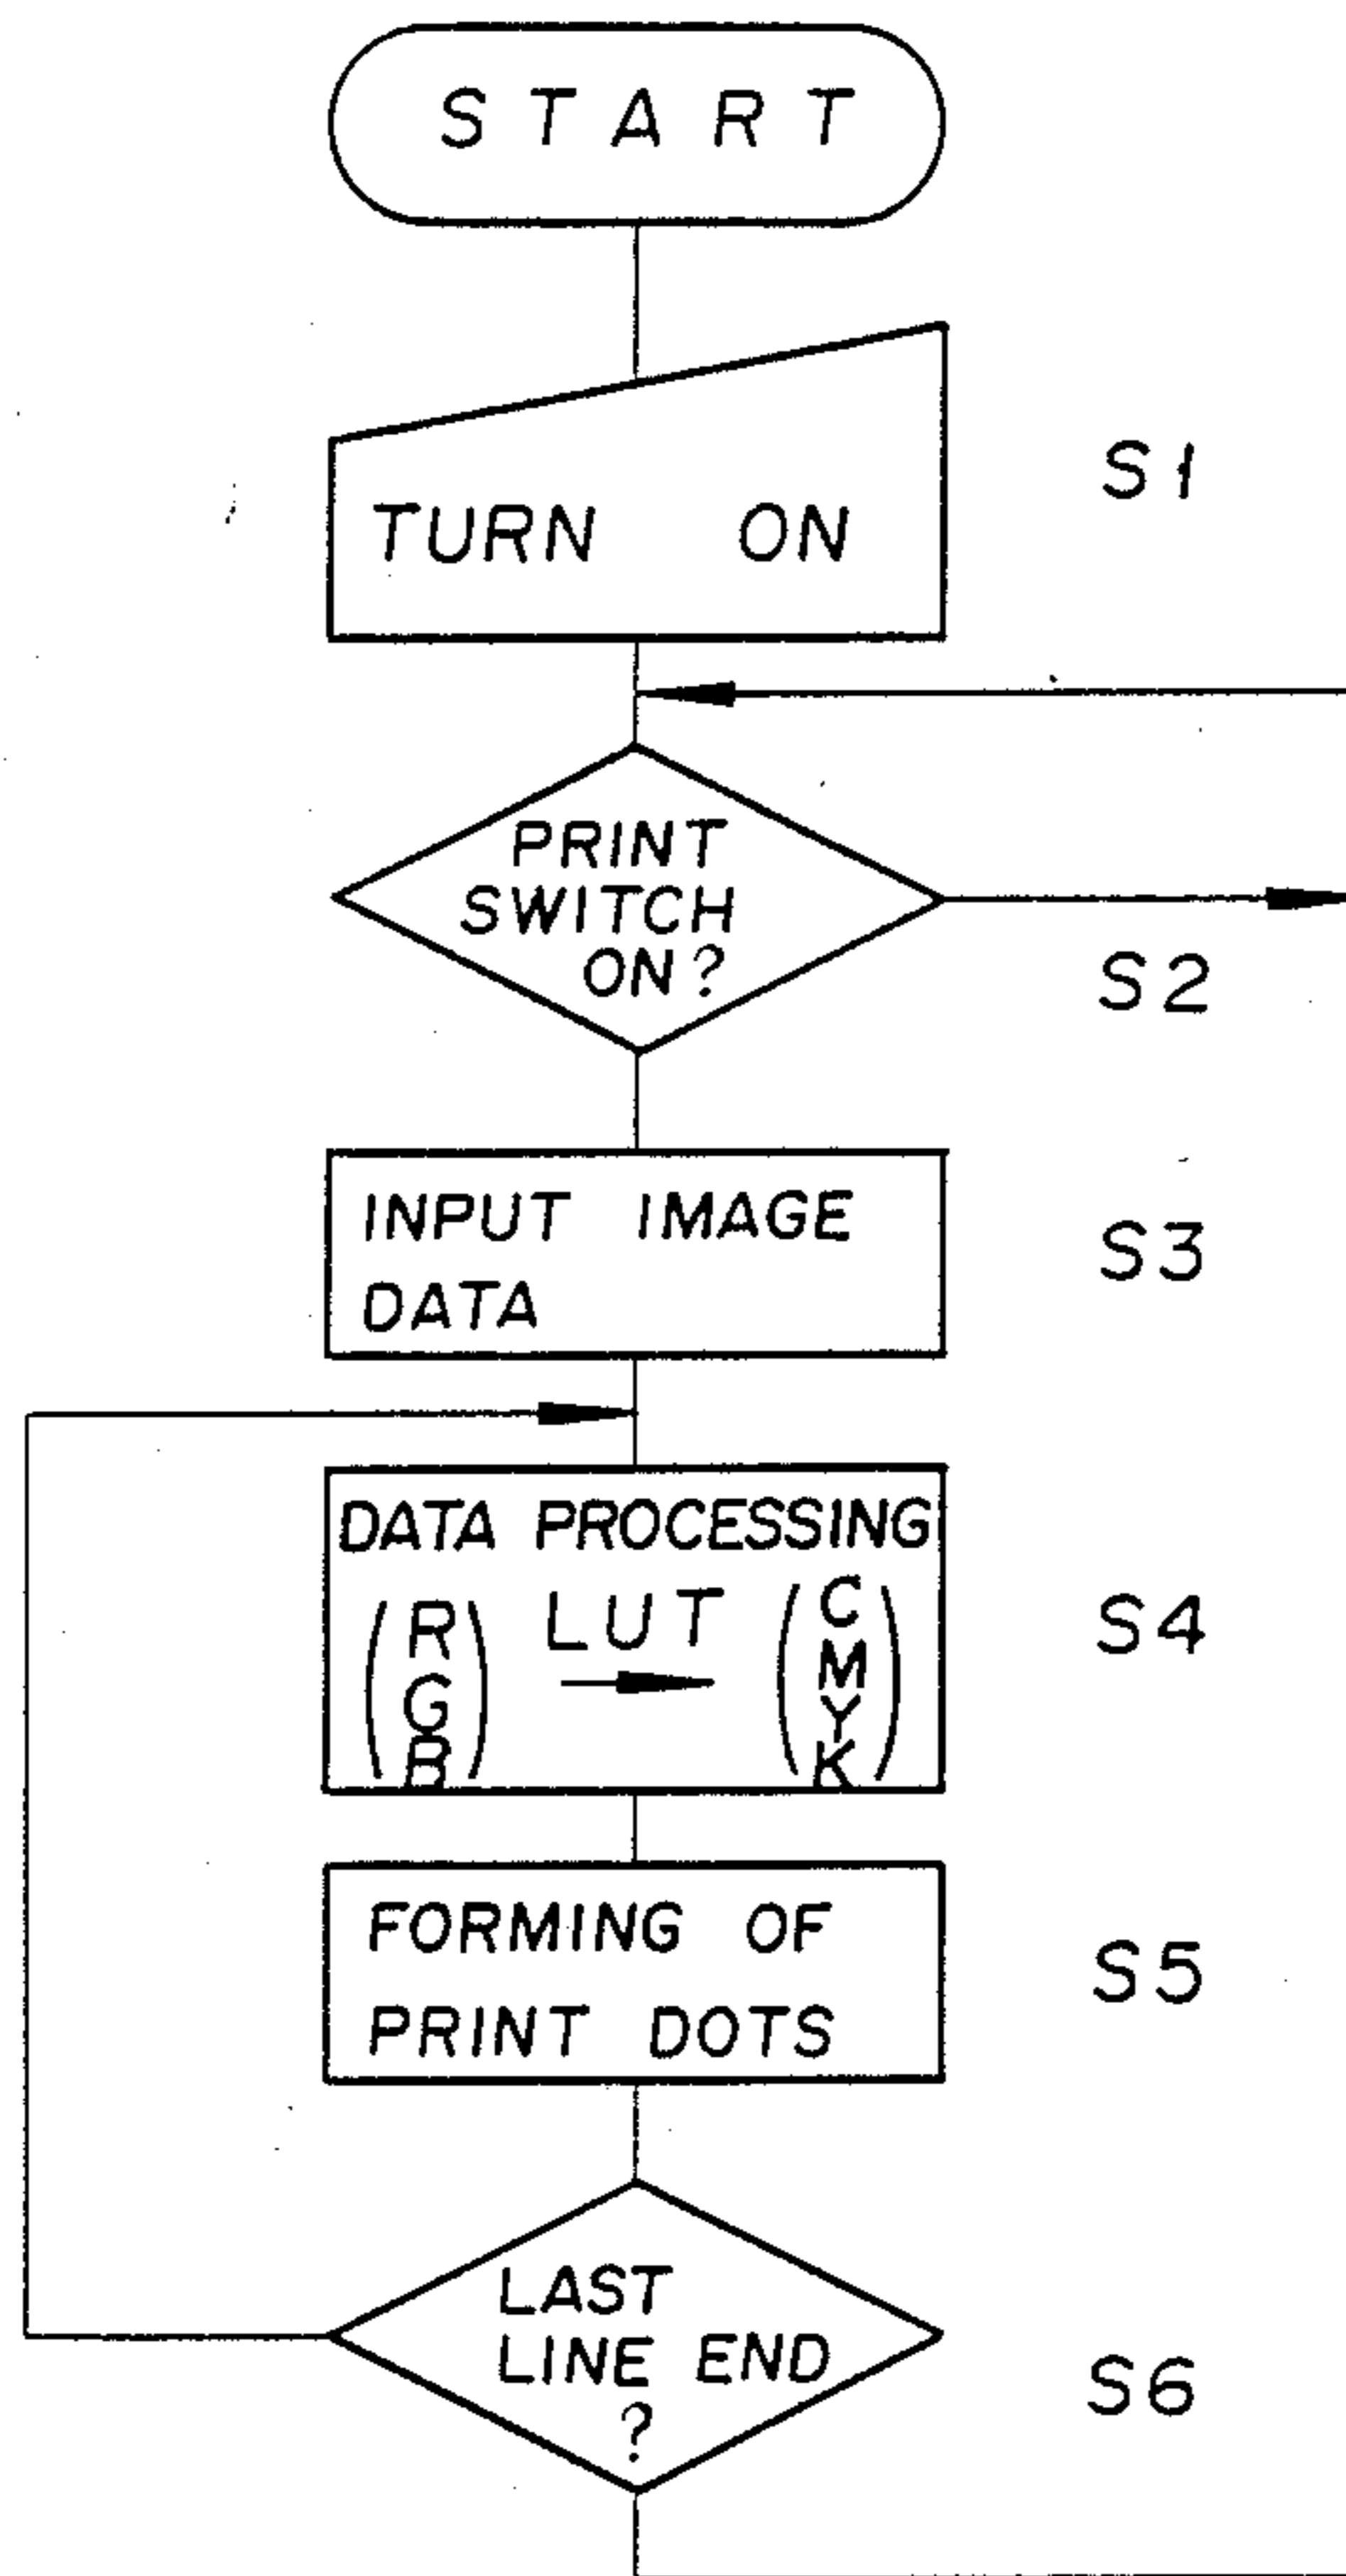 START
TURN ON
S1
PRINT
SWITCH
ON?
S2
INPUT IMAGE
DATA
S3
DATA PROCESSING
R
G
B
LUT
C
M
Y
K
S4
FORMING OF
PRINT DOTS
S5
LAST
LINE END
?
S6